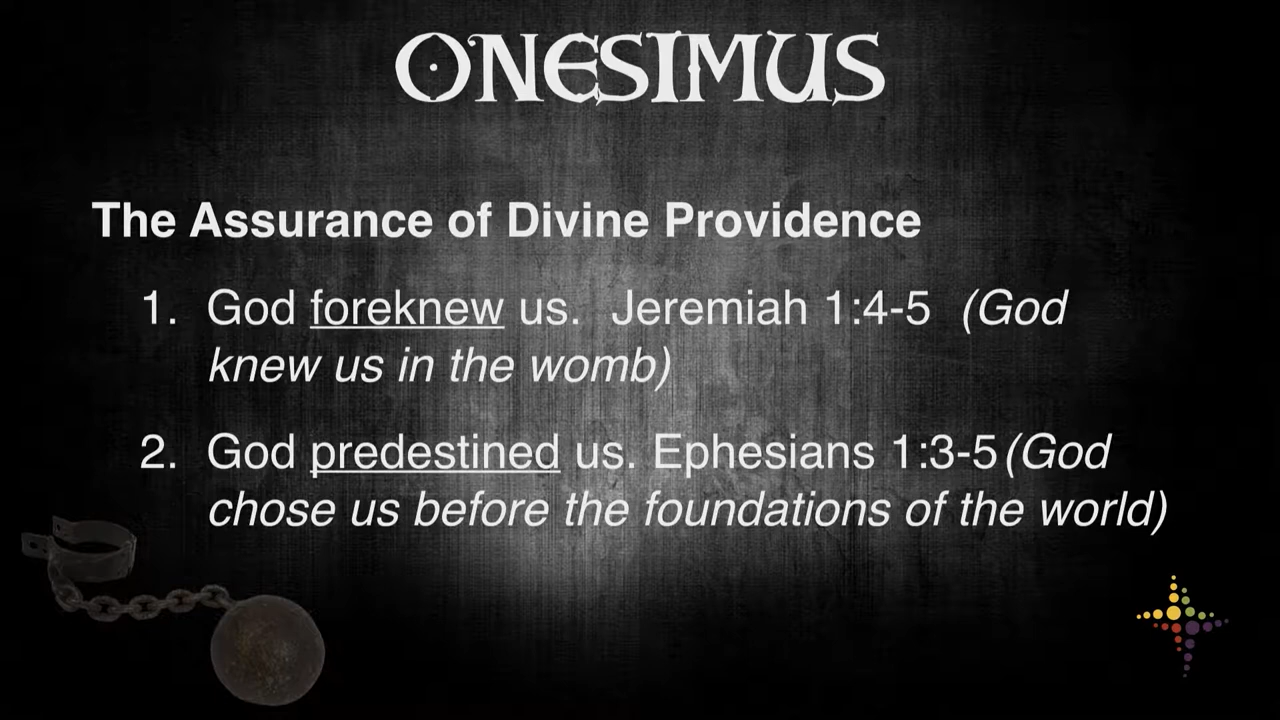 ONESIMUS
The Assurance of Divine Providence
1. God foreknew us. Jeremiah 1:4-5 (God
knew us in the womb)
2. God predestined us. Ephesians 1:3-5 (God
chose us before the foundations of the world)